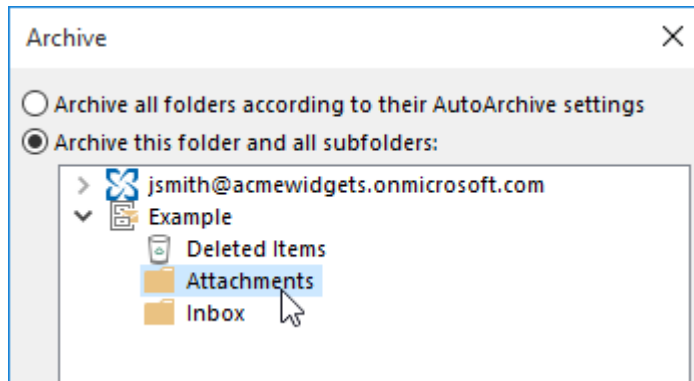 Archive
Archive all folders according to their AutoArchive settings
Archive this folder and all subfolders:
jsmith@acmewidgets.onmicrosoft.com
Example
Deleted Items
Attachments
Inbox